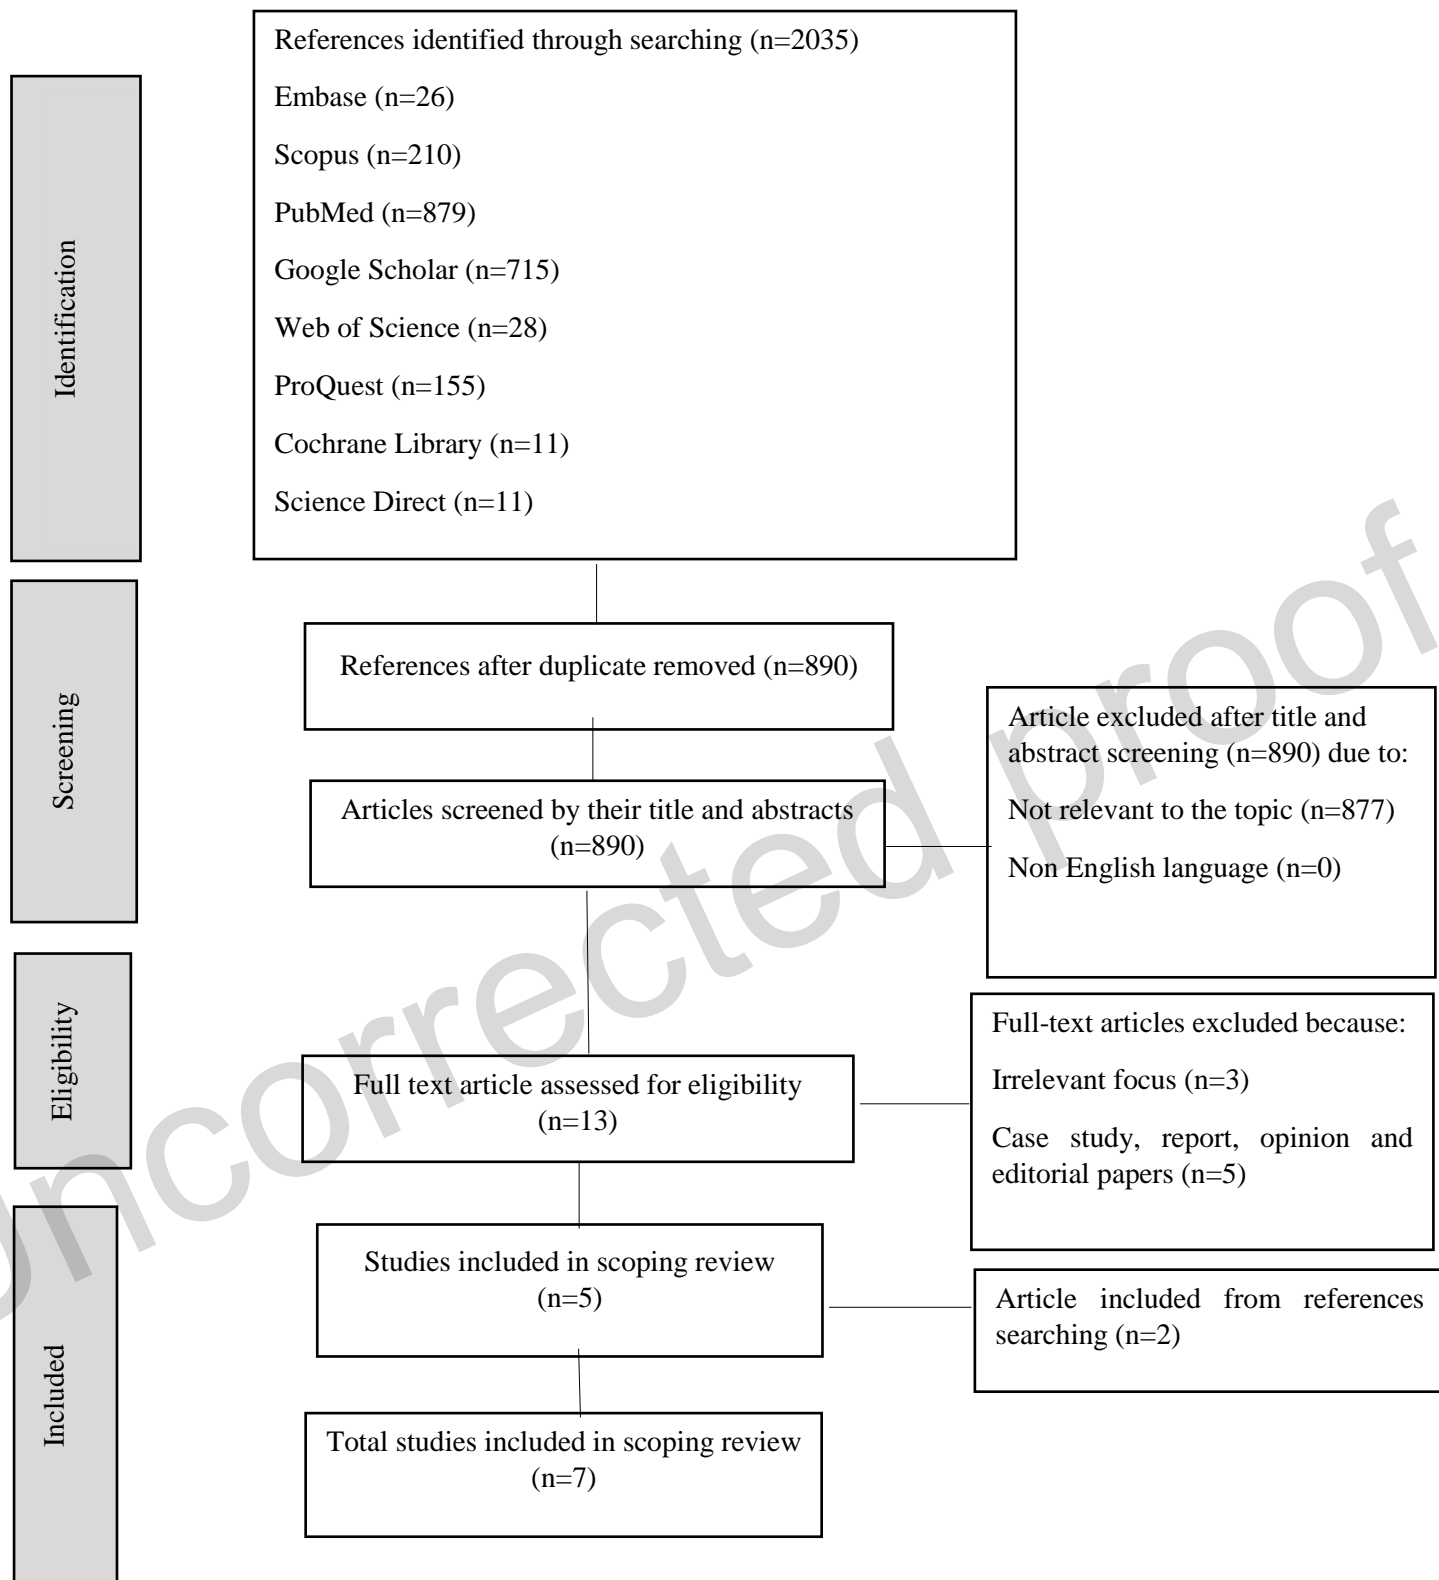 References identified through searching (n=2035)
Embase (n=26)
Scopus (n=210)
PubMed (n=879)
Google Scholar (n=715)
Web of Science (n=28)
ProQuest (n=155)
Cochrane Library (n=11)
Science Direct (n=11)
Identification
References after duplicate removed (n=890)
Articles screened by their title and abstracts
(n=890)
Screening
Article excluded after title and
abstract screening (n=890) due to:
Not relevant to the topic (n=877)
Non English language (n=0)
Full text article assessed for eligibility
(n=13)
Eligibility
Full-text articles excluded because:
Irrelevant focus (n=3)
Case study, report, opinion and
editorial papers (n=5)
Studies included in scoping review
(n=5)
Article included from references
searching (n=2)
Included
Total studies included in scoping review
(n=7)
Uncorrected proof